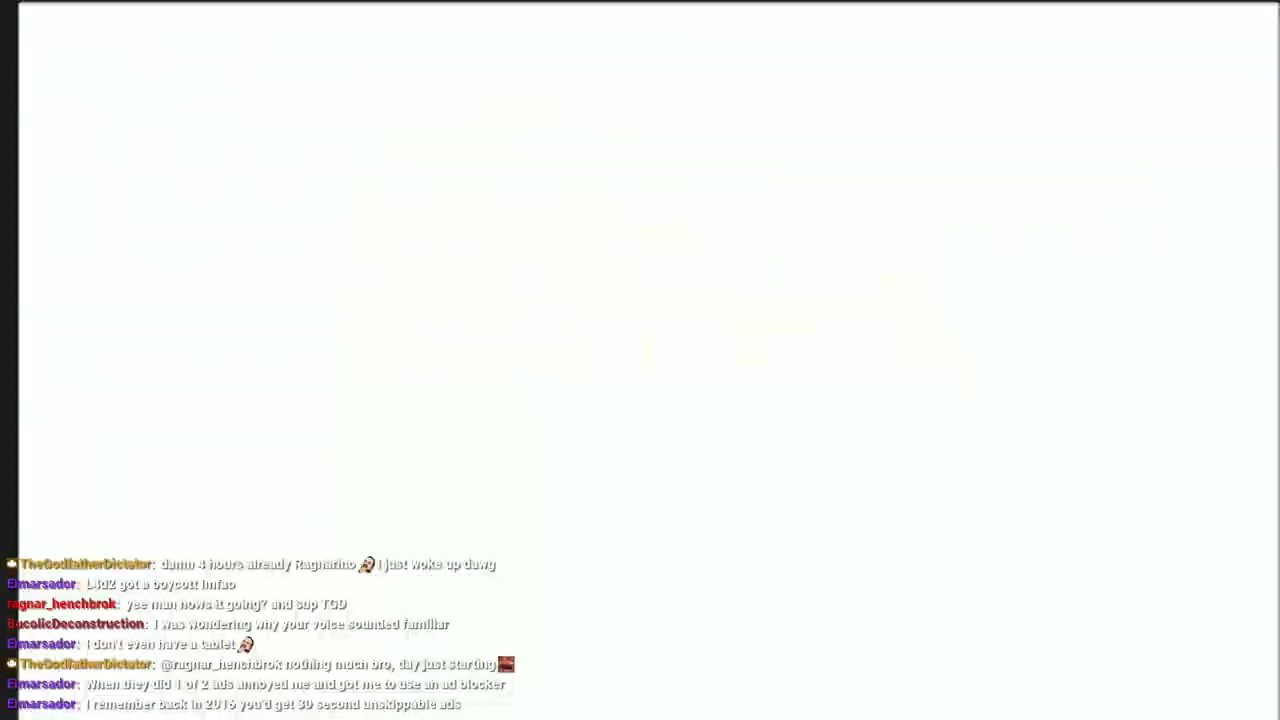 TheGodfatherDictator: damn 4 hours already Ragnarino I just woke up dawg
Elmarsador: L4d2 got a boycott lmfao
ragnar_henchbrok: yee man hows it going? and sup TGD
BucolicDeconstruction: I was wondering why your voice sounded familiar
Elmarsador: I don't even have a tablet
TheGodfatherDictator: @ragnar_henchbrok nothing much bro, day just starting
Elmarsador: When they did 1 of 2 ads annoyed me and got me to use an ad blocker
Elmarsador: I remember back in 2016 you'd get 30 second unskippable ads